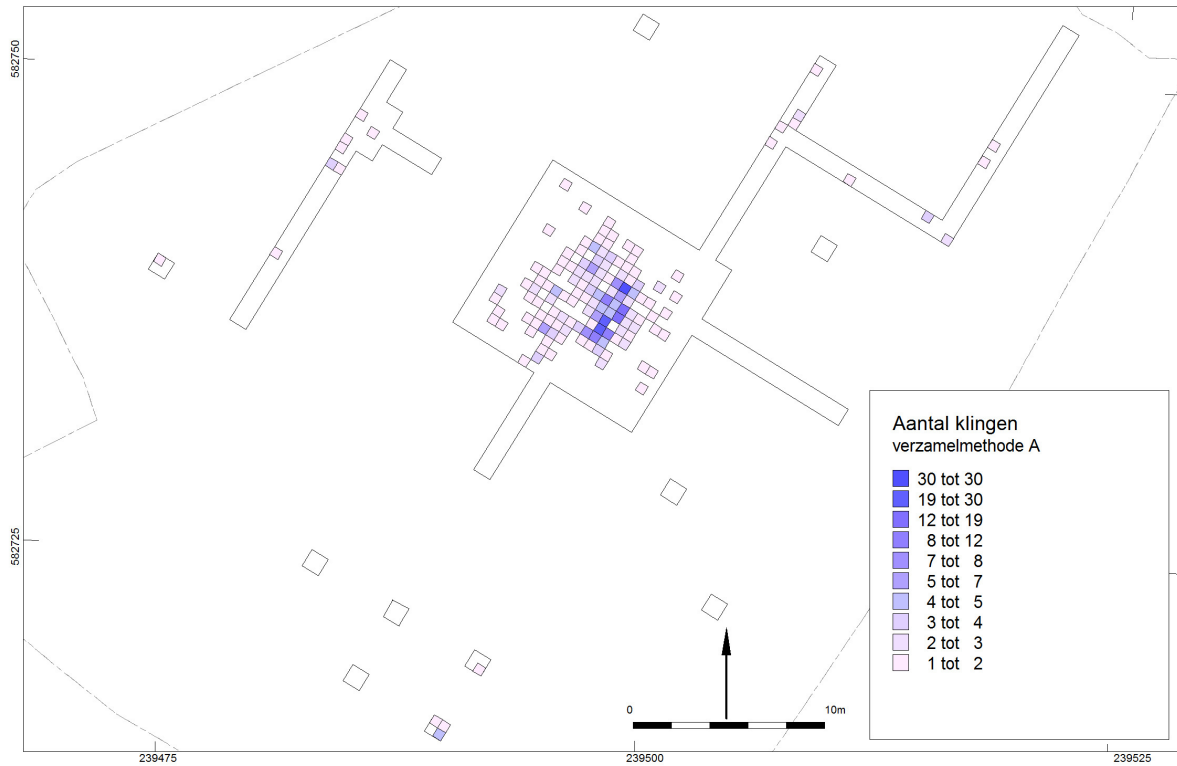 582750
582725
Aantal klingen
verzamelmethode A
30 tot 30
19 tot 30
12 tot 19
8 tot 12
7 tot 8
5 tot 7
4 tot 5
3 tot 4
2 tot 3
1 tot 2
0 10m
239475 239500 239525